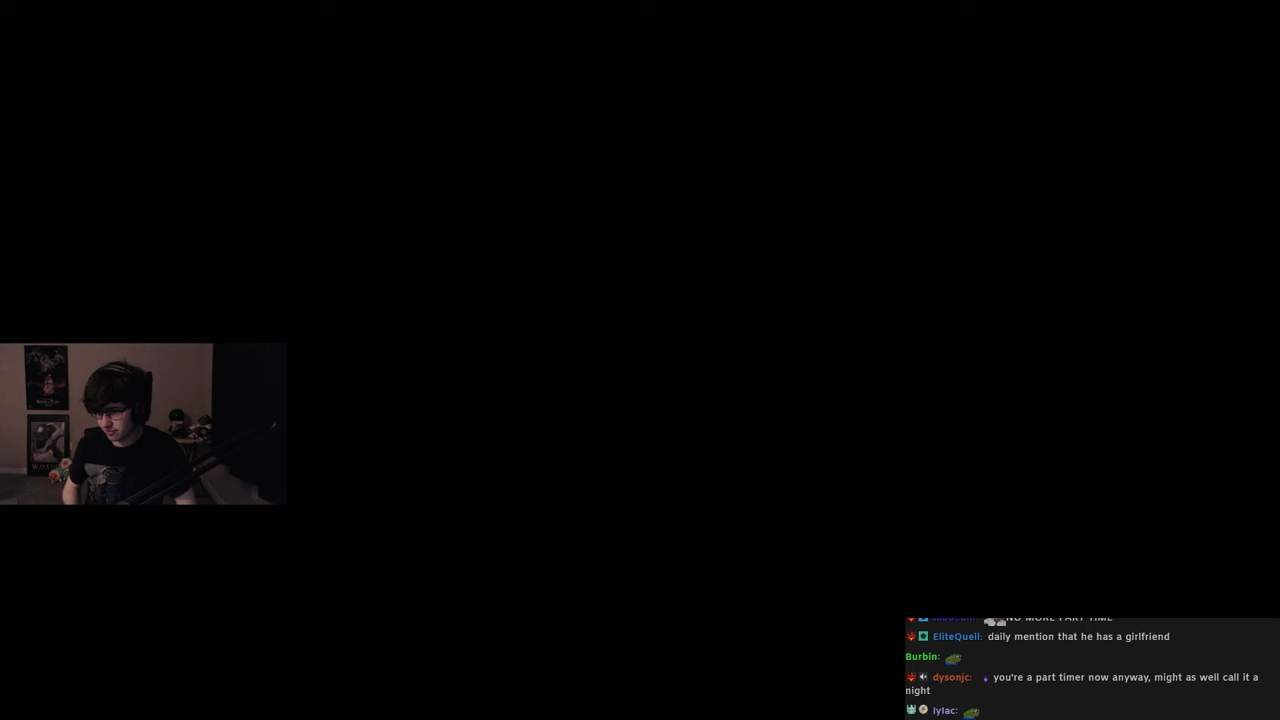 NO MORE PART TIME
EliteQuell: daily mention that he has a girlfriend
Burbin:
dysonjc: you're a part timer now anyway, might as well call it a
night
lylac: